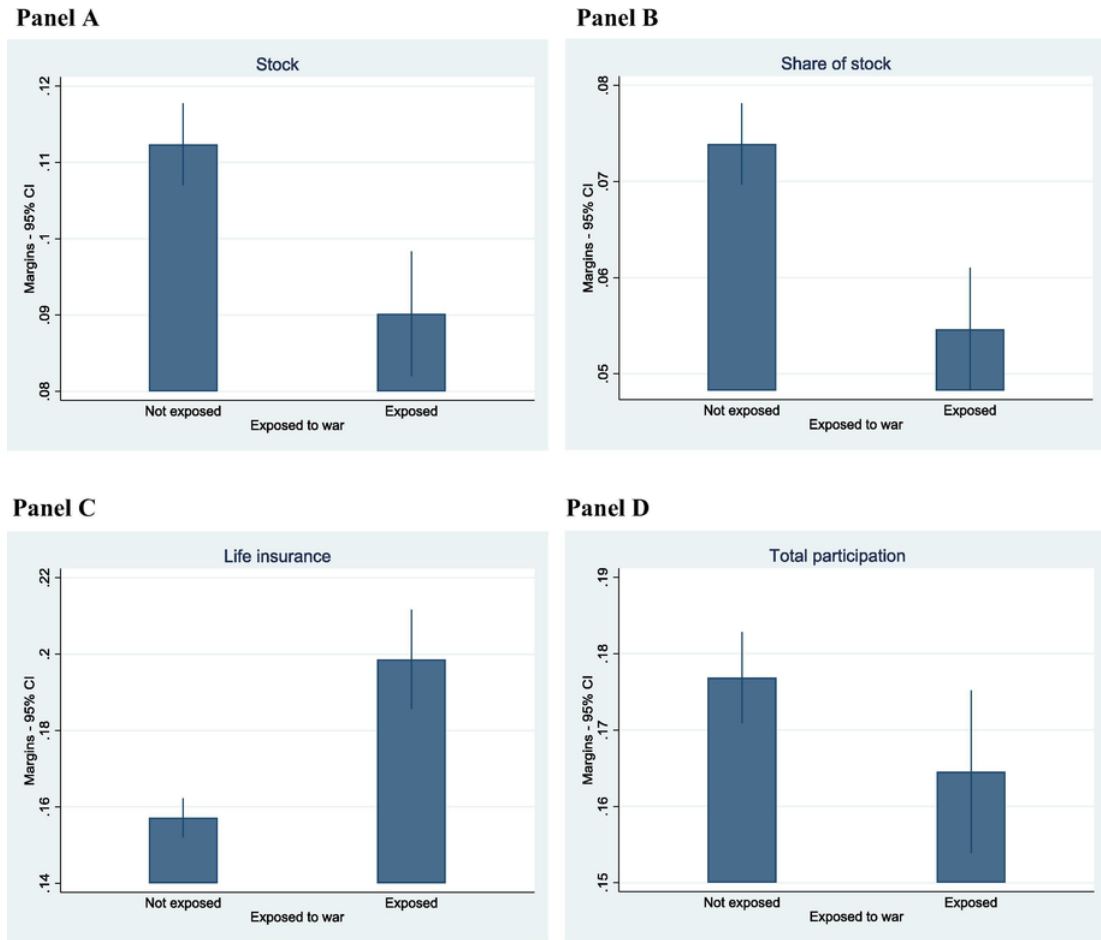 Panel A
Stock
Margins - 95% CI
.12
.11
.1
.09
.08
Not exposed
Exposed
Exposed to war
Panel B
Share of stock
Margins - 95% CI
.08
.07
.06
.05
Not exposed
Exposed
Exposed to war
Panel C
Life insurance
Margins - 95% CI
.22
.2
.18
.16
.14
Not exposed
Exposed
Exposed to war
Panel D
Total participation
Margins - 95% CI
.19
.18
.17
.16
.15
Not exposed
Exposed
Exposed to war